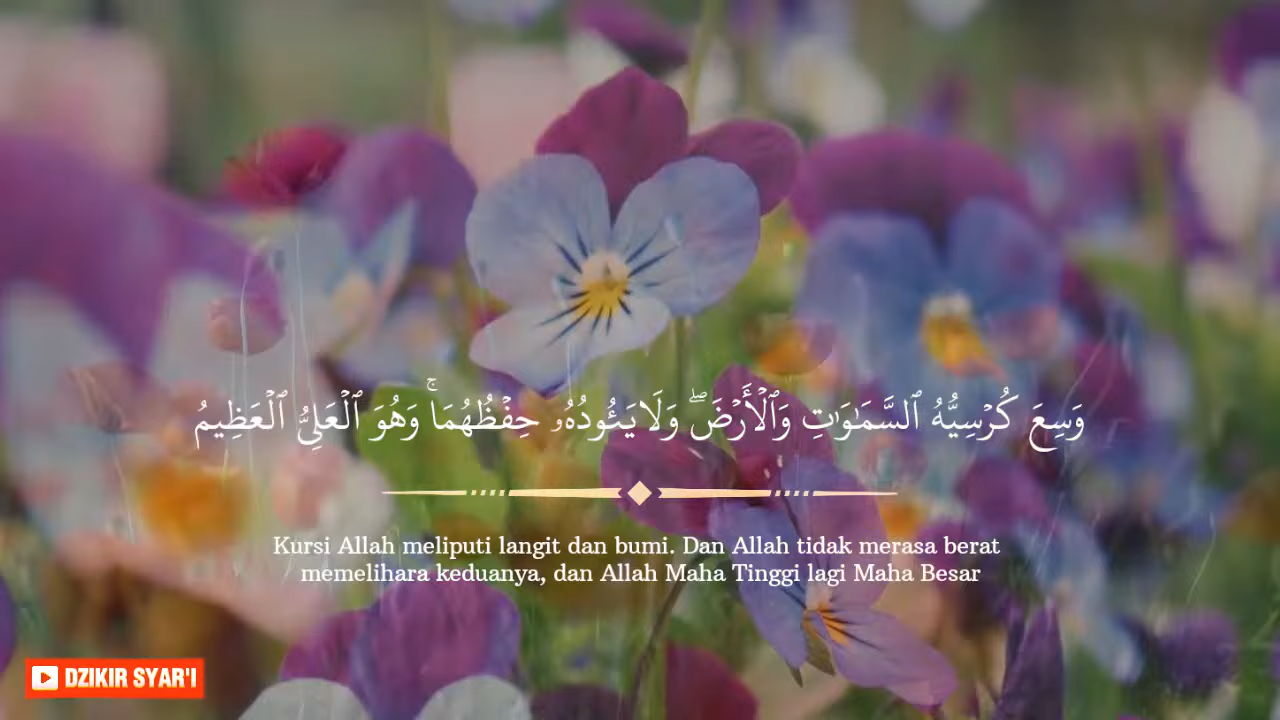 وَسِعَ كُرْسِيُّهُ ٱلسَّمَـٰوَٰتِ وَٱلْأَرْضَ ۖ وَلَا يَـُٔودُهُۥ حِفْظُهُمَا ۚ وَهُوَ ٱلْعَلِىُّ ٱلْعَظِيمُ
Kursi Allah meliputi langit dan bumi. Dan Allah tidak merasa berat
memelihara keduanya, dan Allah Maha Tinggi lagi Maha Besar
DZIKIR SYAR'I